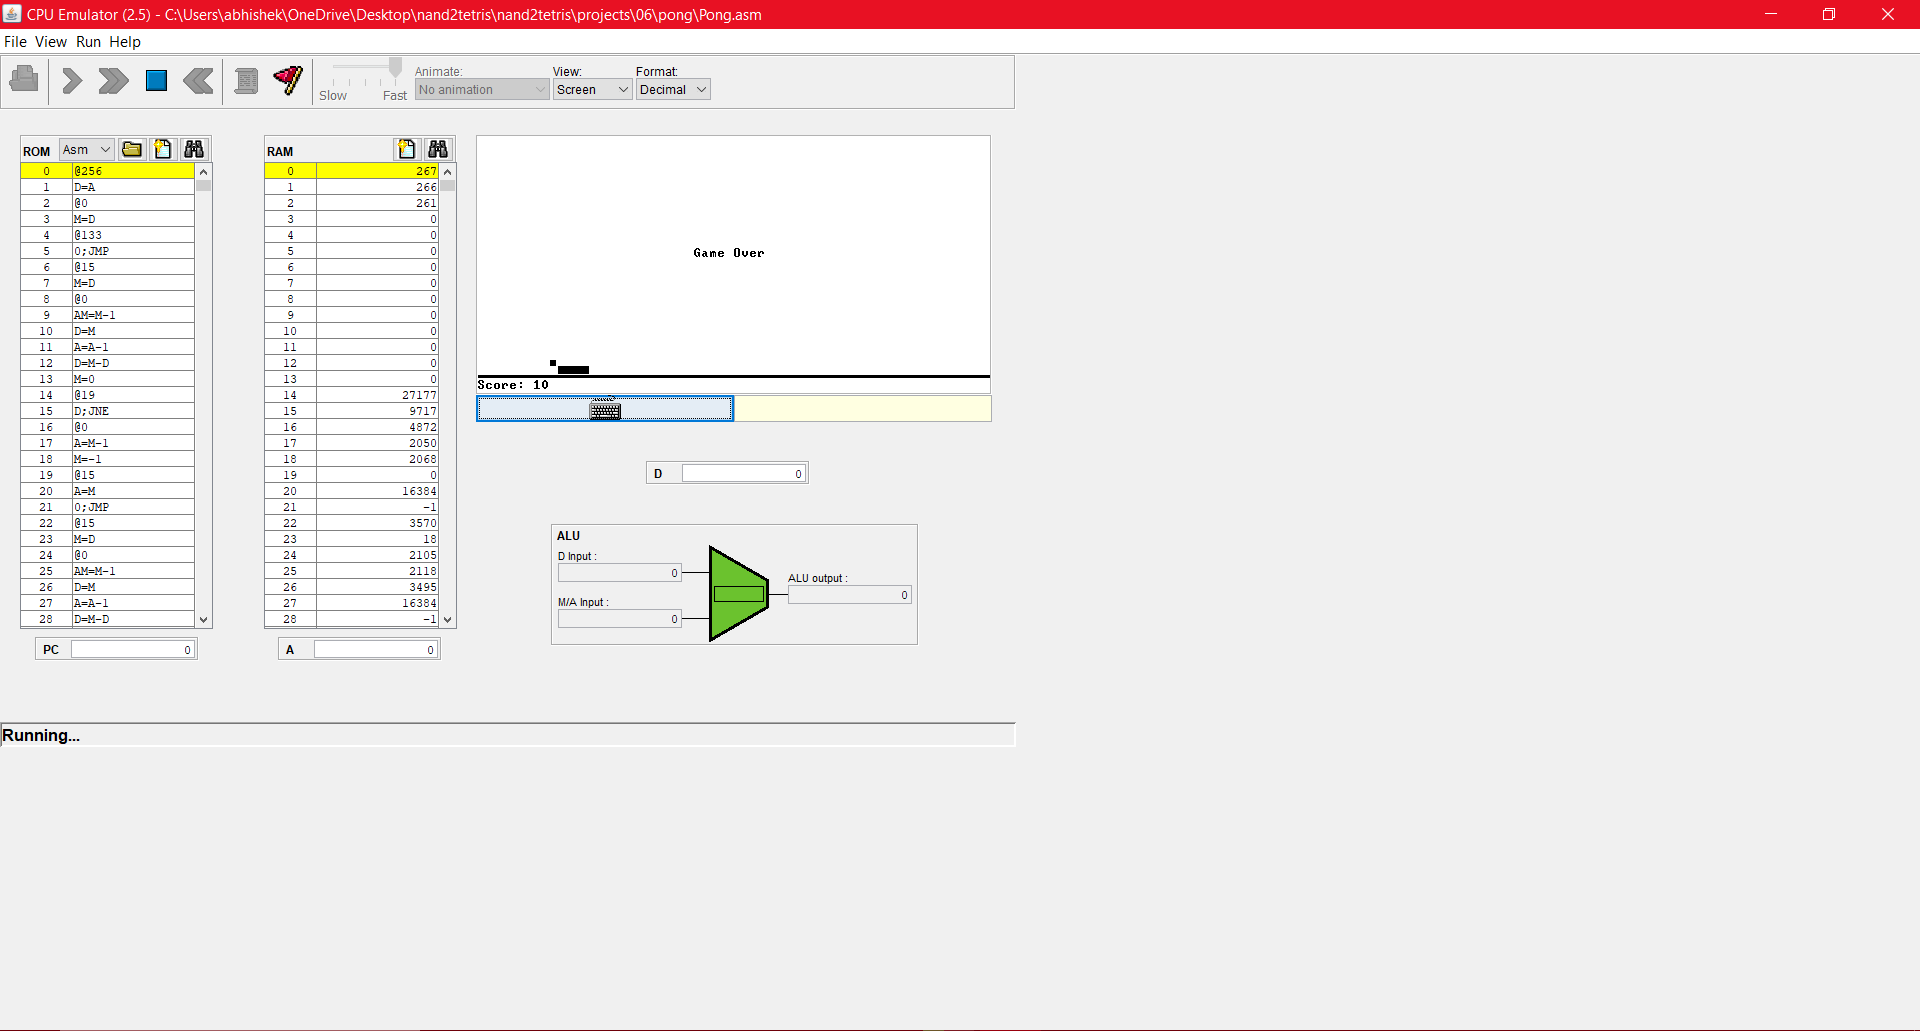 CPU Emulator (2.5) - C:\Users\abhishek\OneDrive\Desktop\nand2tetris\nand2tetris\projects\06\pong\Pong.asm
File View Run Help
Slow Fast
Animate:
No animation
View:
Screen
Format:
Decimal
ROM Asm
0 @256
1 D=A
2 @0
3 M=D
4 @133
5 0;JMP
6 @15
7 M=D
8 @0
9 AM=M-1
10 D=M
11 A=A-1
12 D=M-D
13 M=0
14 @19
15 D;JNE
16 @0
17 A=M-1
18 M=-1
19 @15
20 A=M
21 0;JMP
22 @15
23 M=D
24 @0
25 AM=M-1
26 D=M
27 A=A-1
28 D=M-D
PC 0
RAM
0 267
1 266
2 261
3 0
4 0
5 0
6 0
7 0
8 0
9 0
10 0
11 0
12 0
13 0
14 27177
15 9717
16 4872
17 2050
18 2068
19 0
20 16384
21 -1
22 3570
23 18
24 2105
25 2118
26 3495
27 16384
28 -1
A 0
Game Over
Score: 10
D 0
ALU
D Input :
0
M/A Input :
0
ALU output :
0
Running...